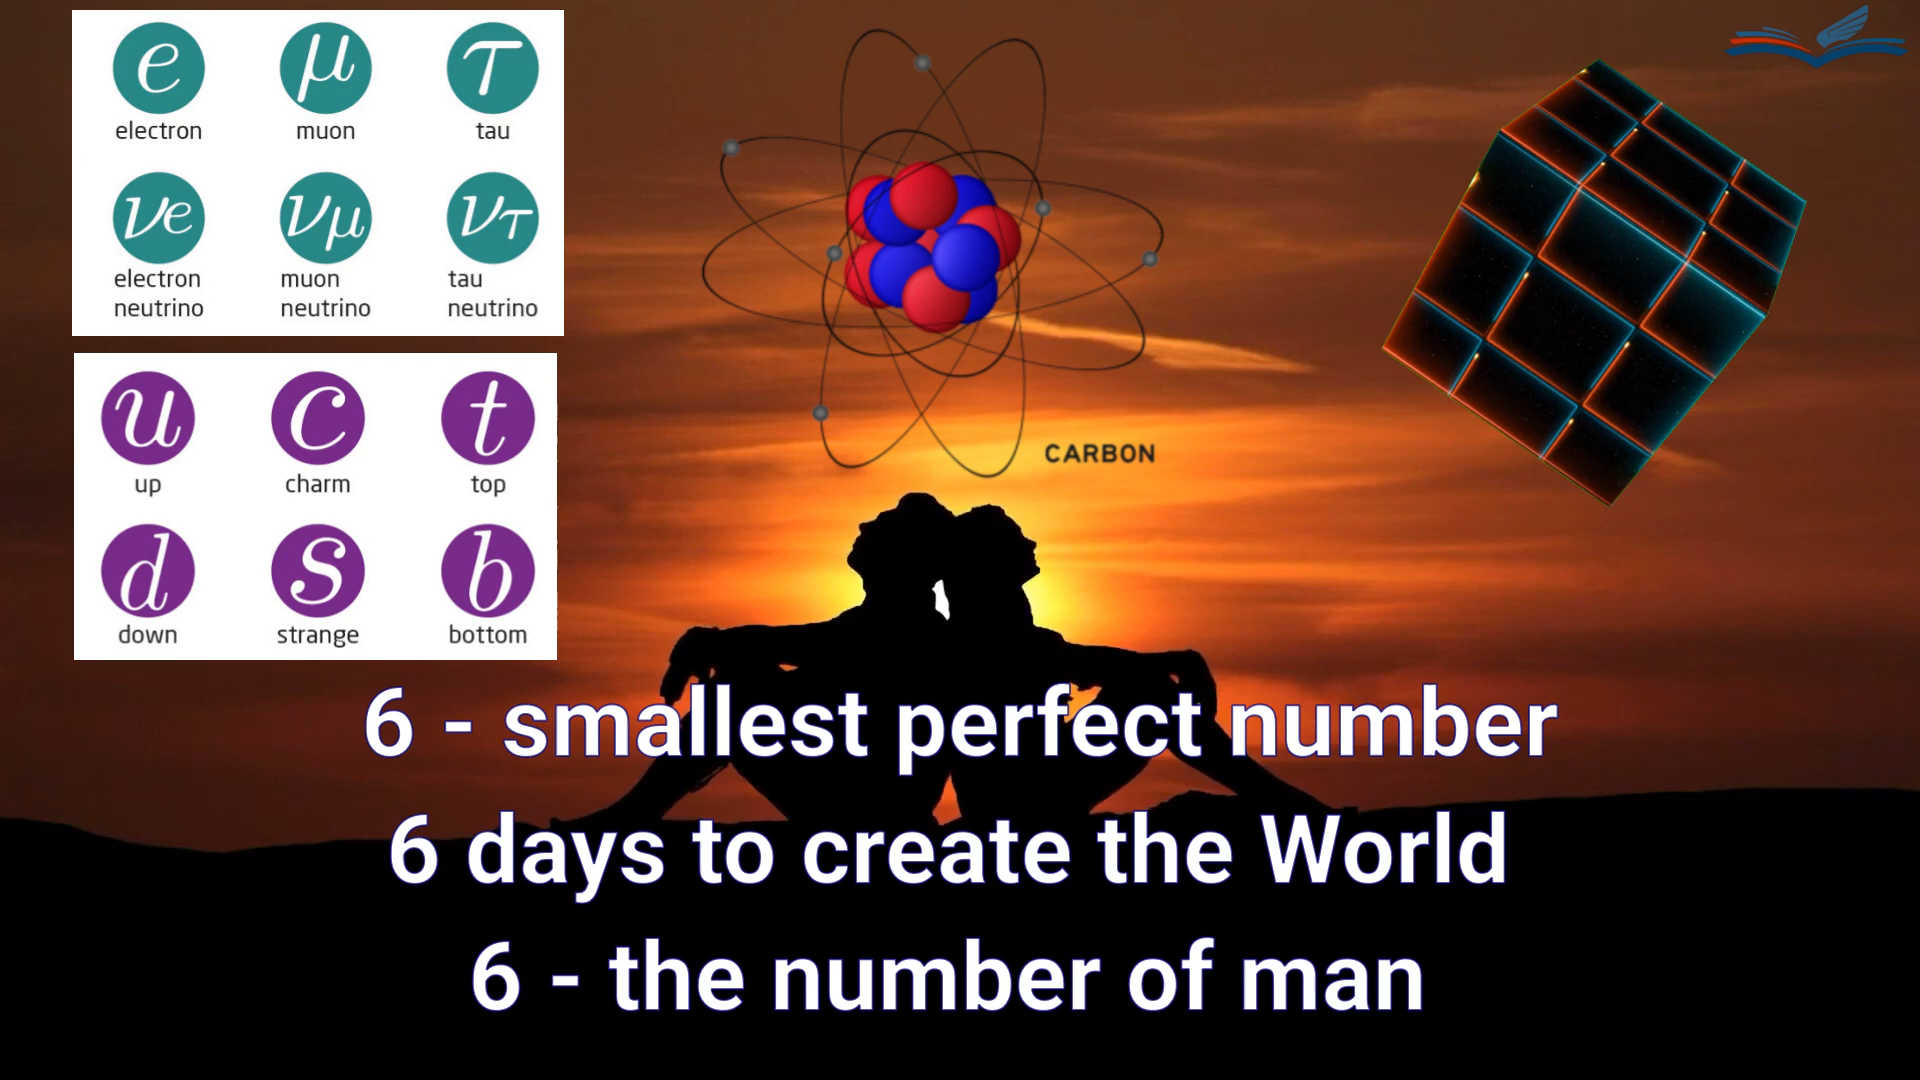 e μ τ
electron muon tau
νe νμ ντ
electron neutrino muon neutrino tau neutrino
u c t
up charm top
d s b
down strange bottom
CARBON
6 - smallest perfect number
6 days to create the World
6 - the number of man